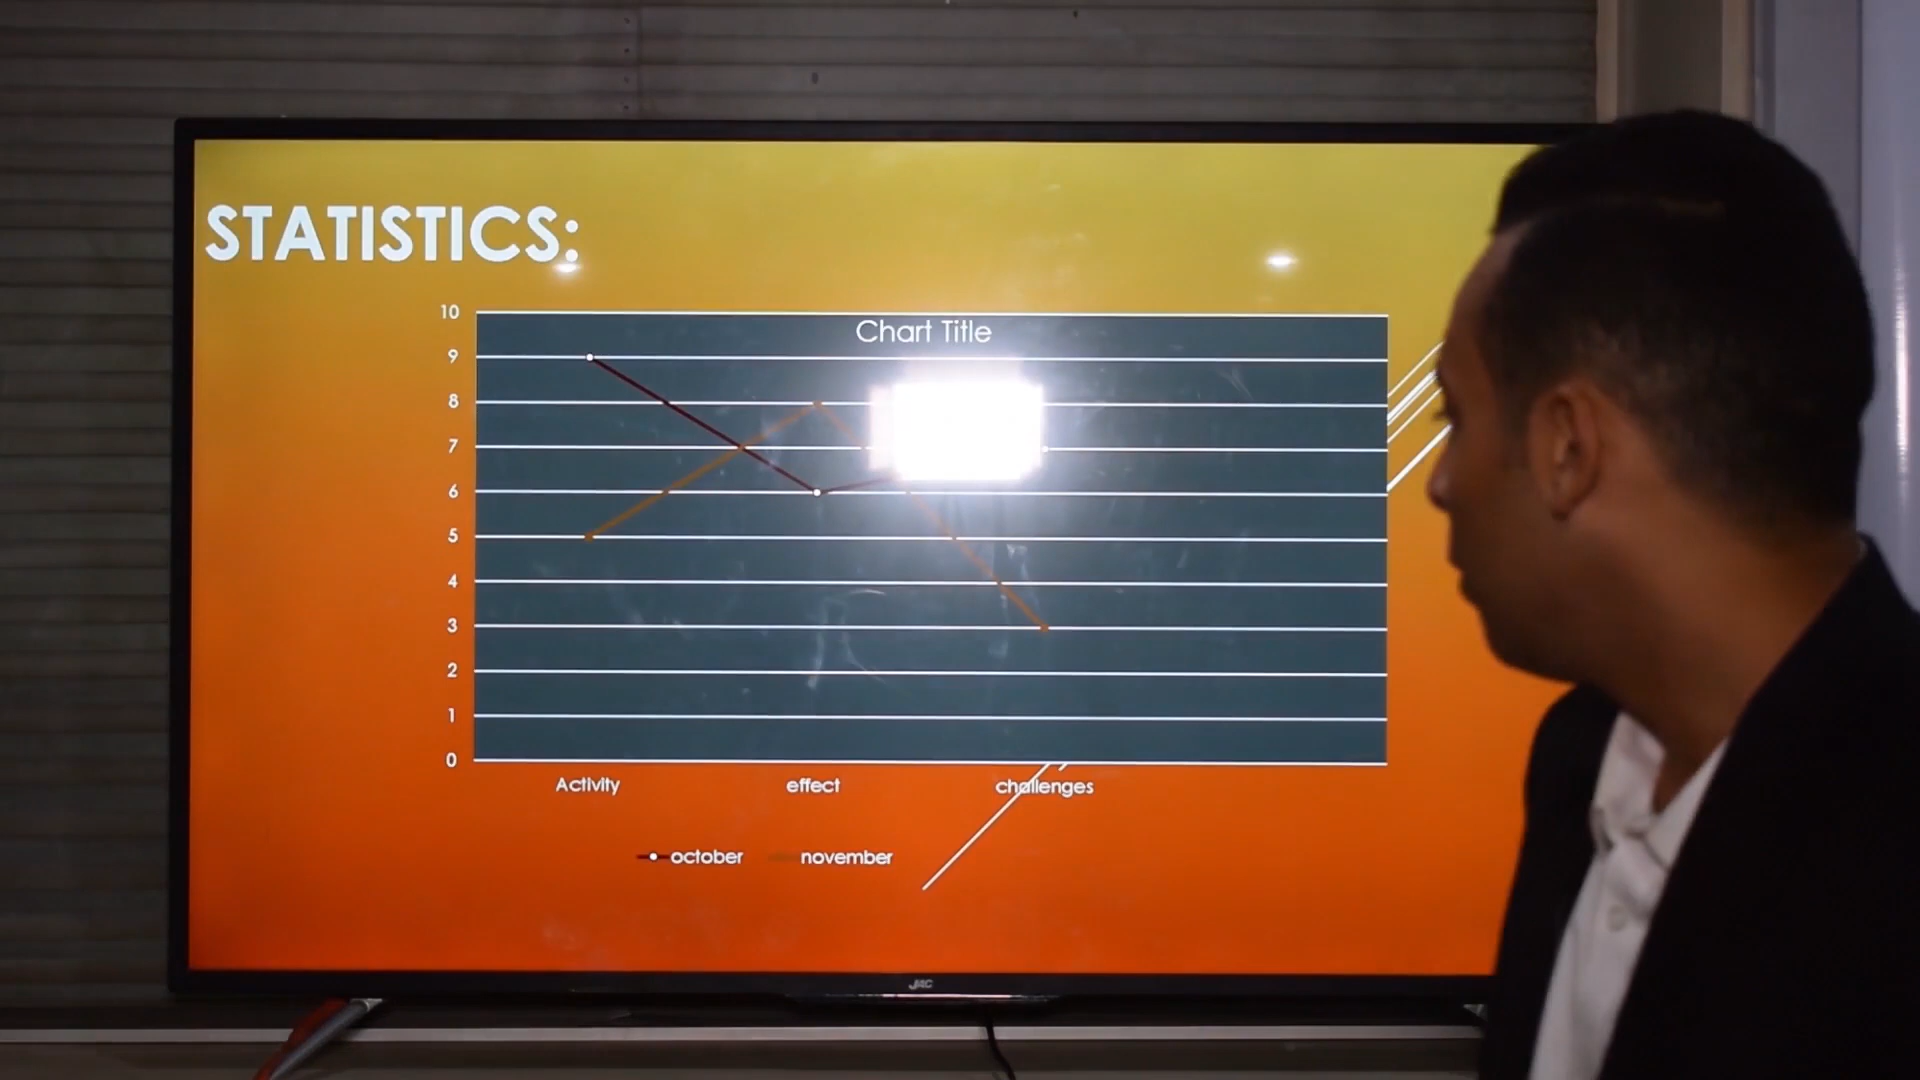 STATISTICS:
Chart Title
10
9
8
7
6
5
4
3
2
1
0
Activity effect challenges
october november
JAC